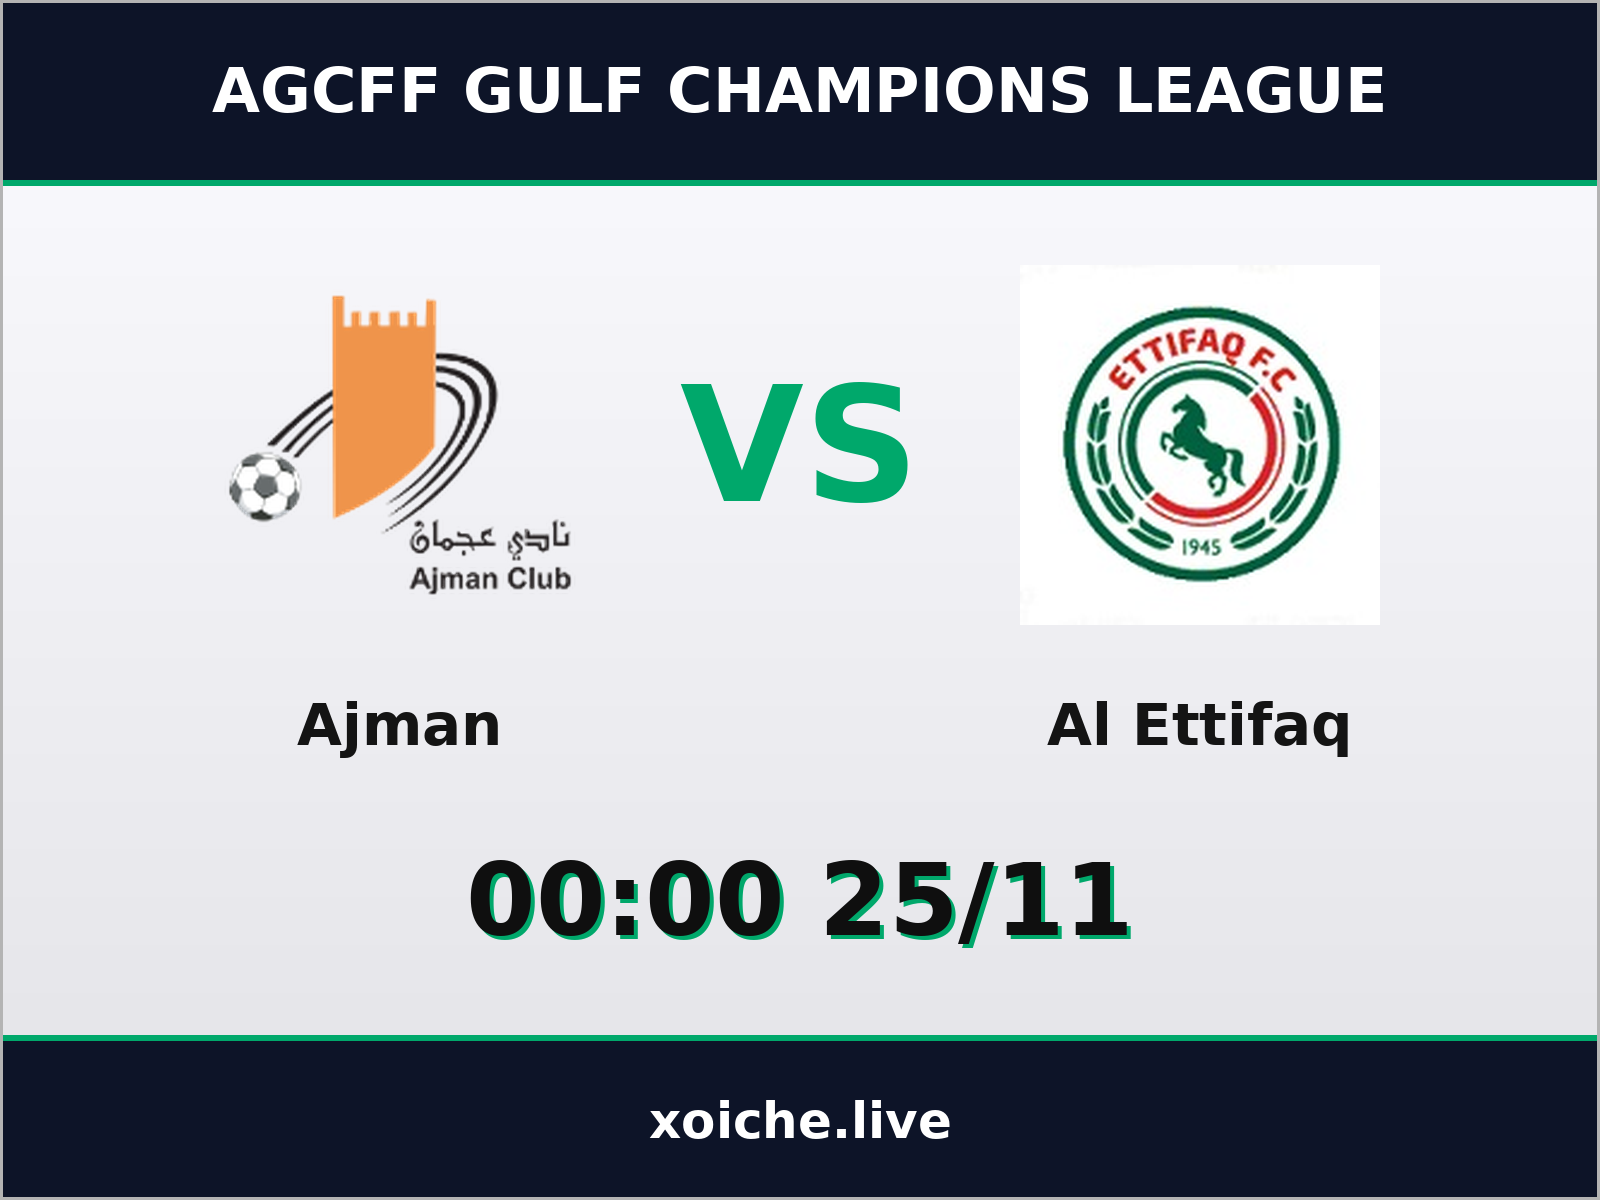 AGCFF GULF CHAMPIONS LEAGUE
نادي عجمان
Ajman Club
VS
ETTIFAQ F.C
1945
Ajman
Al Ettifaq
00:00 25/11
xoiche.live